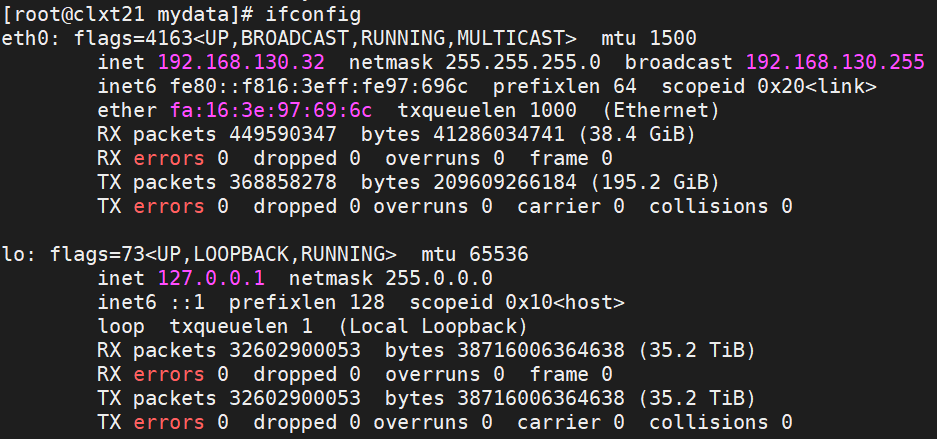 [root@clxt21 mydata]# ifconfig
eth0: flags=4163<UP,BROADCAST,RUNNING,MULTICAST>  mtu 1500
        inet 192.168.130.32  netmask 255.255.255.0  broadcast 192.168.130.255
        inet6 fe80::f816:3eff:fe97:696c  prefixlen 64  scopeid 0x20<link>
        ether fa:16:3e:97:69:6c  txqueuelen 1000  (Ethernet)
        RX packets 449590347  bytes 41286034741 (38.4 GiB)
        RX errors 0  dropped 0  overruns 0  frame 0
        TX packets 368858278  bytes 209609266184 (195.2 GiB)
        TX errors 0  dropped 0 overruns 0  carrier 0  collisions 0

lo: flags=73<UP,LOOPBACK,RUNNING>  mtu 65536
        inet 127.0.0.1  netmask 255.0.0.0
        inet6 ::1  prefixlen 128  scopeid 0x10<host>
        loop  txqueuelen 1  (Local Loopback)
        RX packets 32602900053  bytes 38716006364638 (35.2 TiB)
        RX errors 0  dropped 0  overruns 0  frame 0
        TX packets 32602900053  bytes 38716006364638 (35.2 TiB)
        TX errors 0  dropped 0 overruns 0  carrier 0  collisions 0